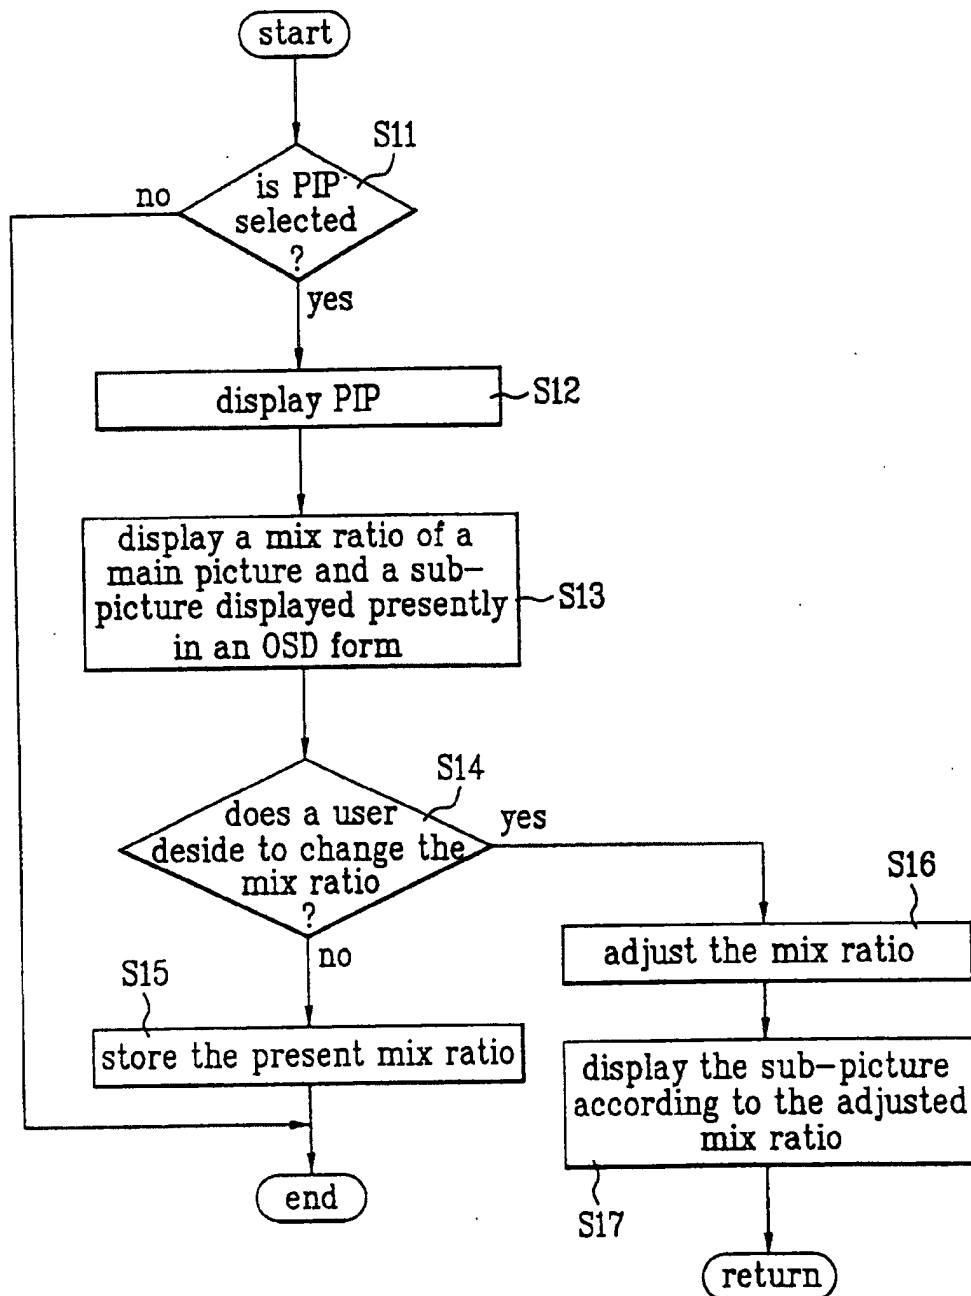 start
S11
no
is PIP
selected
?
yes
display PIP
S12
display a mix ratio of a
main picture and a sub-
picture displayed presently
in an OSD form
S13
S14
does a user
deside to change the
mix ratio
?
yes
no
S15
store the present mix ratio
end
S16
adjust the mix ratio
display the sub-picture
according to the adjusted
mix ratio
S17
return